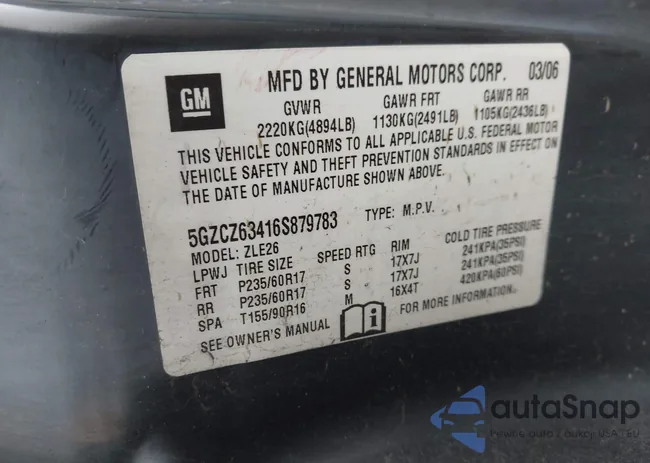 GM
MFD BY GENERAL MOTORS CORP. 03/06
GVWR GAWR FRT GAWR RR
2220KG(4894LB) 1130KG(2491LB) 1105KG(2436LB)
THIS VEHICLE CONFORMS TO ALL APPLICABLE U.S. FEDERAL MOTOR
VEHICLE SAFETY AND THEFT PREVENTION STANDARDS IN EFFECT ON
THE DATE OF MANUFACTURE SHOWN ABOVE.
5GZCZ63416S879783 TYPE: M.P.V.
MODEL: ZLE26
LPWJ TIRE SIZE SPEED RTG RIM COLD TIRE PRESSURE
FRT P235/60R17 S 17X7J 241KPA(35PSI)
RR P235/60R17 S 17X7J 241KPA(35PSI)
SPA T155/90R16 M 16X4T 420KPA(60PSI)
SEE OWNER'S MANUAL FOR MORE INFORMATION.
autaSnap